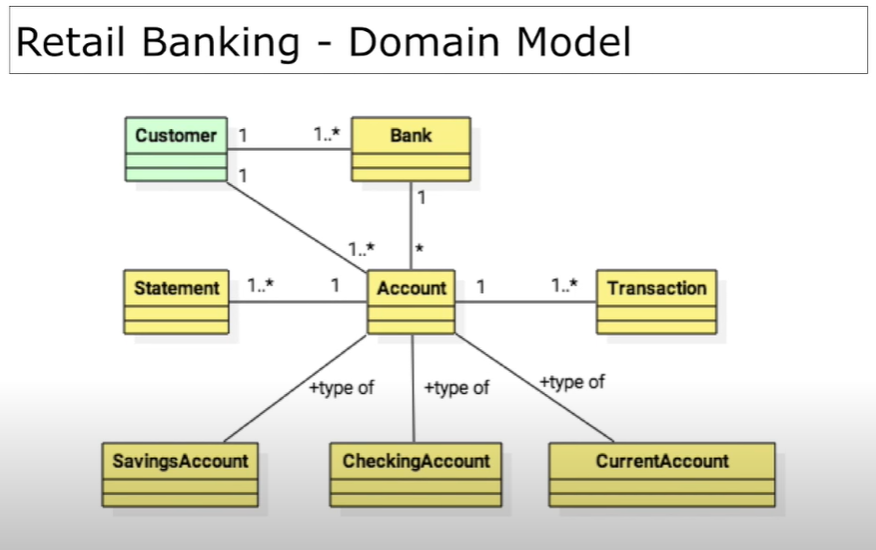 Retail Banking - Domain Model
Customer 1 1..* Bank
1
1
1..* *
Statement 1..* 1 Account 1 1..* Transaction
+type of +type of +type of
SavingsAccount CheckingAccount CurrentAccount